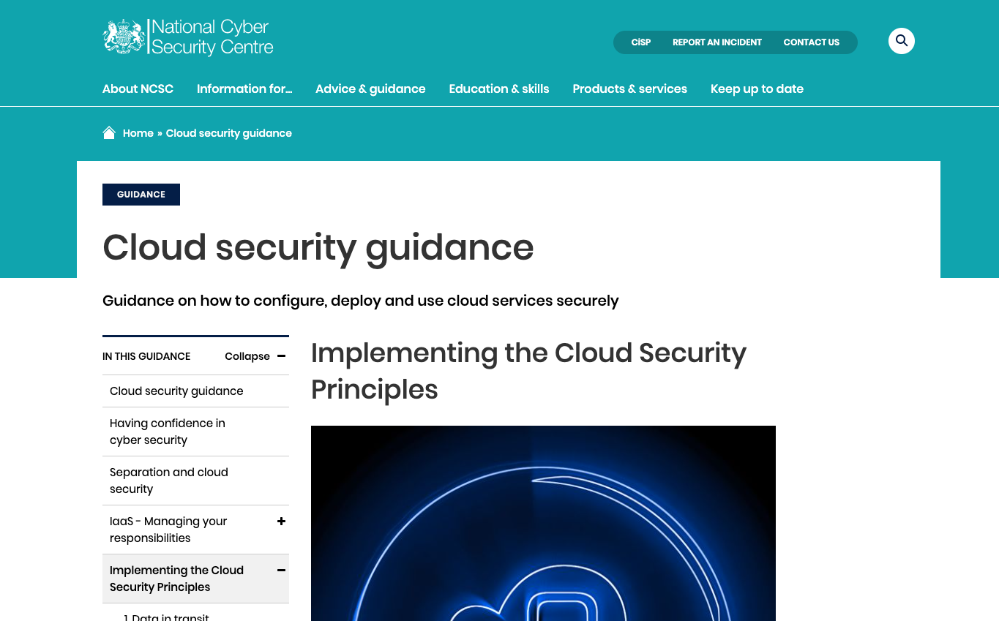 National Cyber
Security Centre
CiSP REPORT AN INCIDENT CONTACT US
About NCSC Information for... Advice & guidance Education & skills Products & services Keep up to date
Home » Cloud security guidance
GUIDANCE
Cloud security guidance
Guidance on how to configure, deploy and use cloud services securely
IN THIS GUIDANCE Collapse
Cloud security guidance
Having confidence in
cyber security
Separation and cloud
security
IaaS - Managing your
responsibilities
Implementing the Cloud
Security Principles
1. Data in transit
Implementing the Cloud Security
Principles